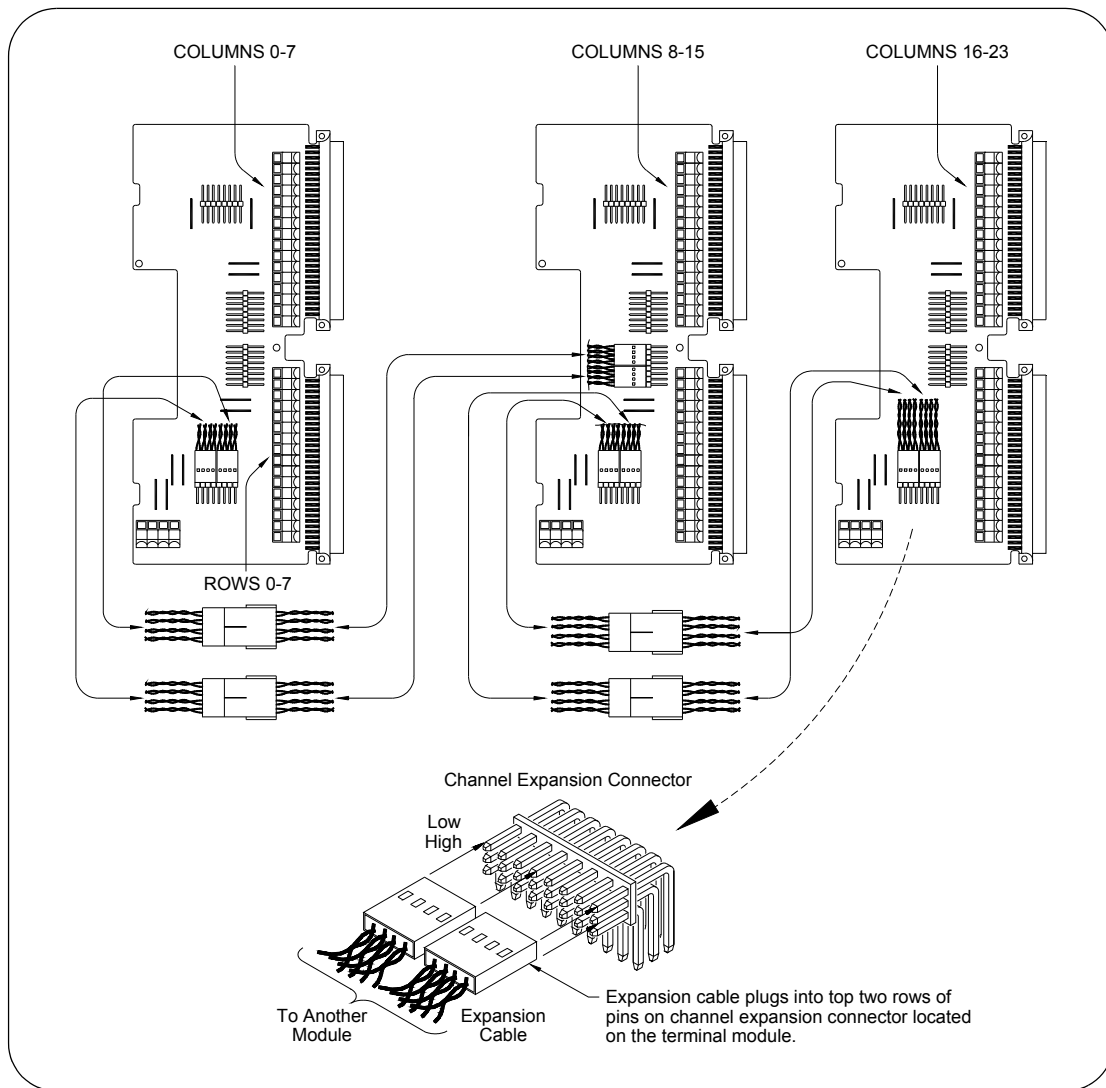 COLUMNS 0-7
COLUMNS 8-15
COLUMNS 16-23
ROWS 0-7
Channel Expansion Connector
Low
High
To Another
Module
Expansion
Cable
Expansion cable plugs into top two rows of
pins on channel expansion connector located
on the terminal module.